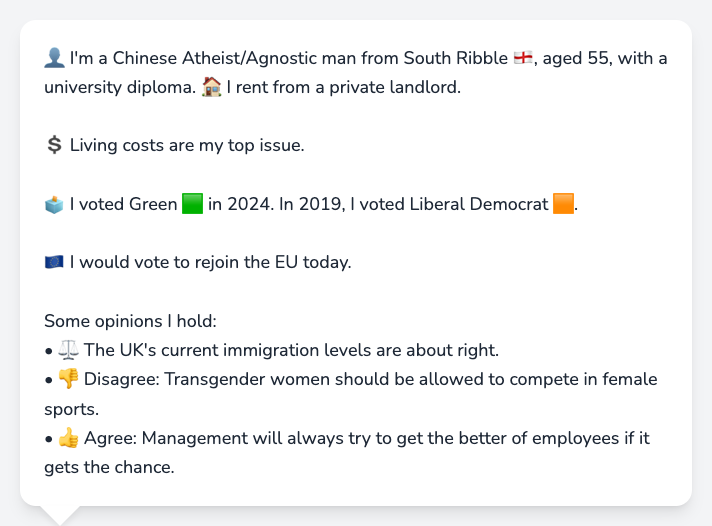 👤 I'm a Chinese Atheist/Agnostic man from South Ribble 🏴󠁧󠁢󠁥󠁮󠁧󠁿, aged 55, with a
university diploma. 🏠 I rent from a private landlord.
💲 Living costs are my top issue.
🗳️ I voted Green 🟩 in 2024. In 2019, I voted Liberal Democrat 🟧.
🇪🇺 I would vote to rejoin the EU today.
Some opinions I hold:
• ⚖️ The UK's current immigration levels are about right.
• 👎 Disagree: Transgender women should be allowed to compete in female
sports.
• 👍 Agree: Management will always try to get the better of employees if it
gets the chance.